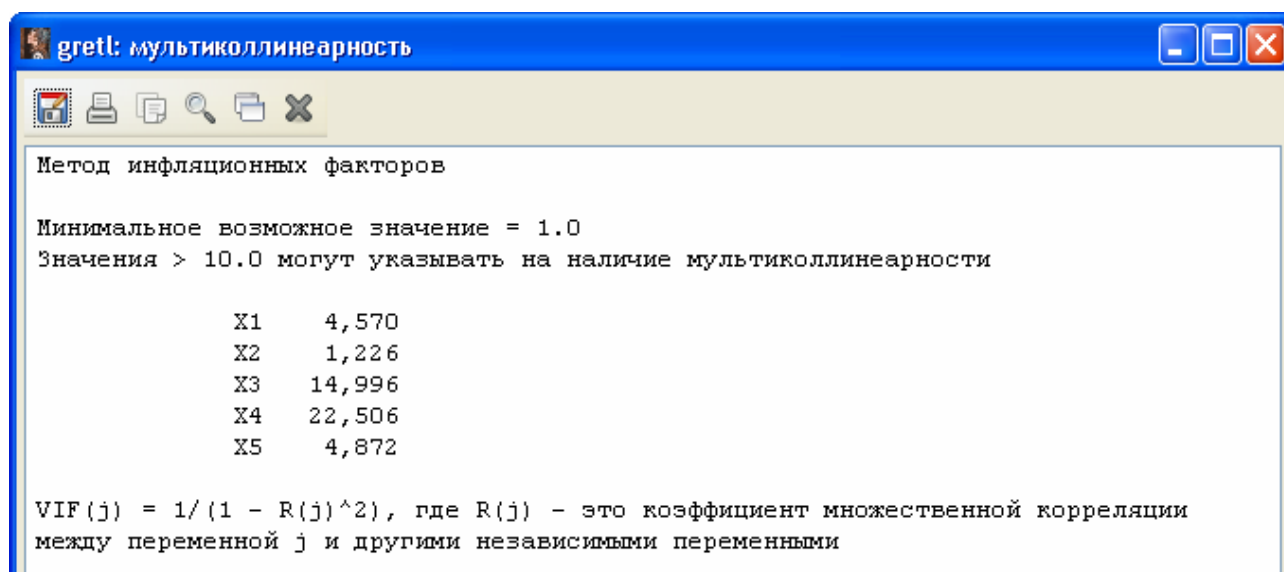 gretl: мультиколлинеарность
Метод инфляционных факторов
Минимальное возможное значение = 1.0
Значения > 10.0 могут указывать на наличие мультиколлинеарности
X1 4,570
X2 1,226
X3 14,996
X4 22,506
X5 4,872
VIF(j) = 1/(1 - R(j)^2), где R(j) - это коэффициент множественной корреляции
между переменной j и другими независимыми переменными